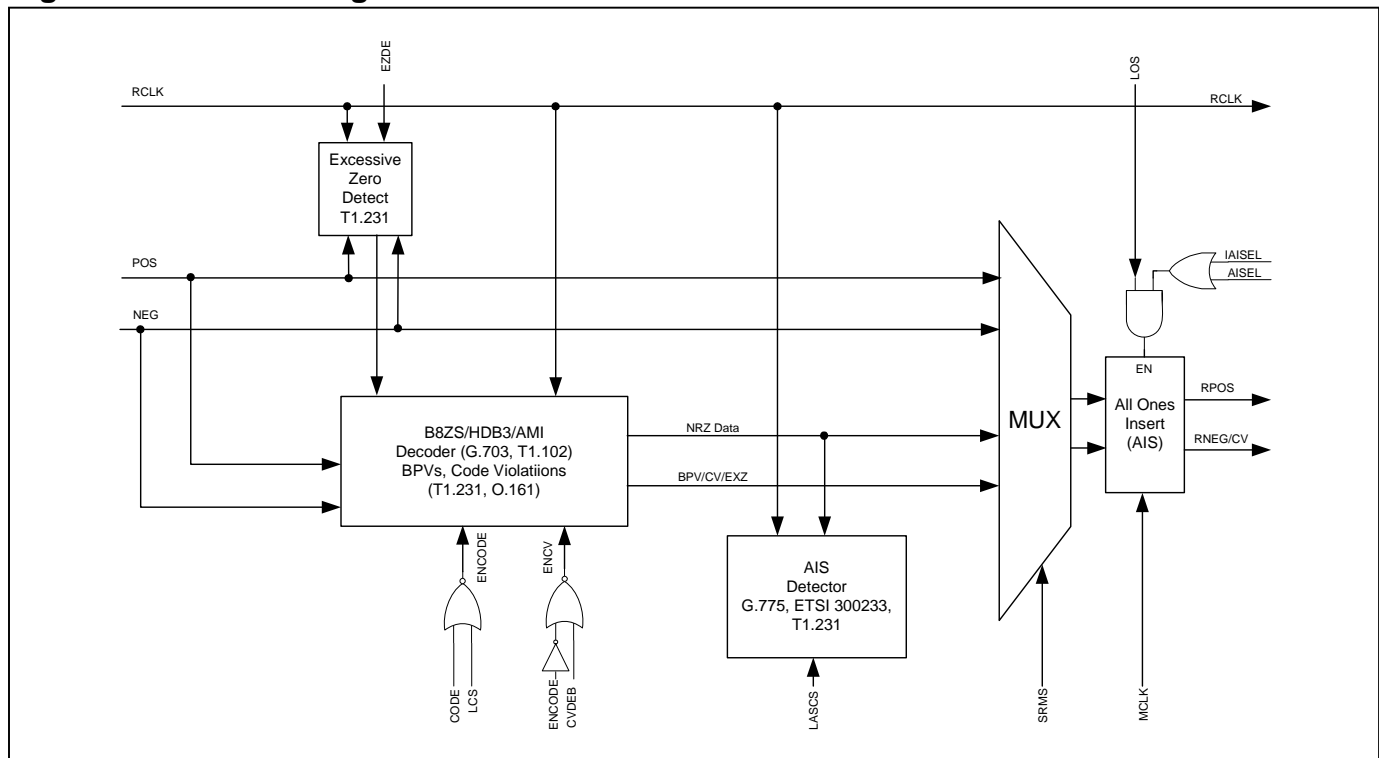 EZDE
LOS
RCLK
RCLK
Excessive
Zero
Detect
T1.231
IAISEL
AISEL
POS
NEG
EN
All Ones
Insert
(AIS)
RPOS
RNEG/CV
MUX
B8ZS/HDB3/AMI
Decoder (G.703, T1.102)
BPVs, Code Violatiions
(T1.231, O.161)
NRZ Data
BPV/CV/EXZ
ENCODE
ENCV
AIS
Detector
G.775, ETSI 300233,
T1.231
CODE
LCS
ENCODE
CVDEB
LASCS
SRMS
MCLK